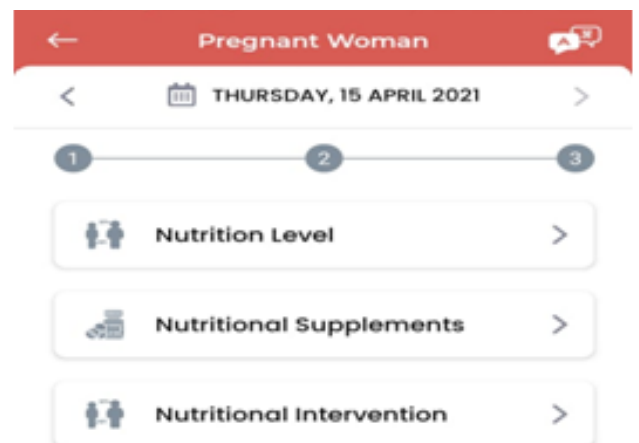 Pregnant Woman
THURSDAY, 15 APRIL 2021
1 2 3
Nutrition Level
Nutritional Supplements
Nutritional Intervention